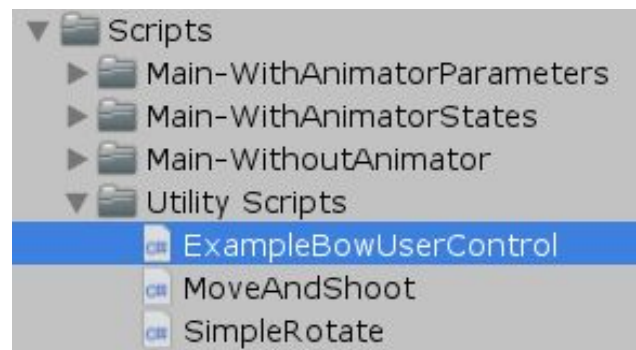 Scripts
Main-WithAnimatorParameters
Main-WithAnimatorStates
Main-WithoutAnimator
Utility Scripts
C# ExampleBowUserControl
C# MoveAndShoot
C# SimpleRotate